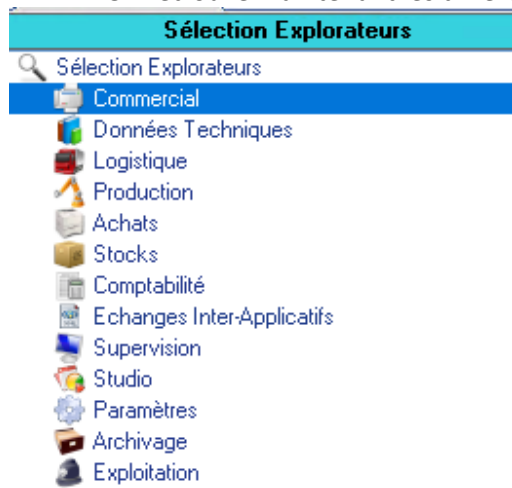 Sélection Explorateurs
Sélection Explorateurs
Commercial
Données Techniques
Logistique
Production
Achats
Stocks
Comptabilité
Echanges Inter-Applicatifs
Supervision
Studio
Paramètres
Archivage
Exploitation